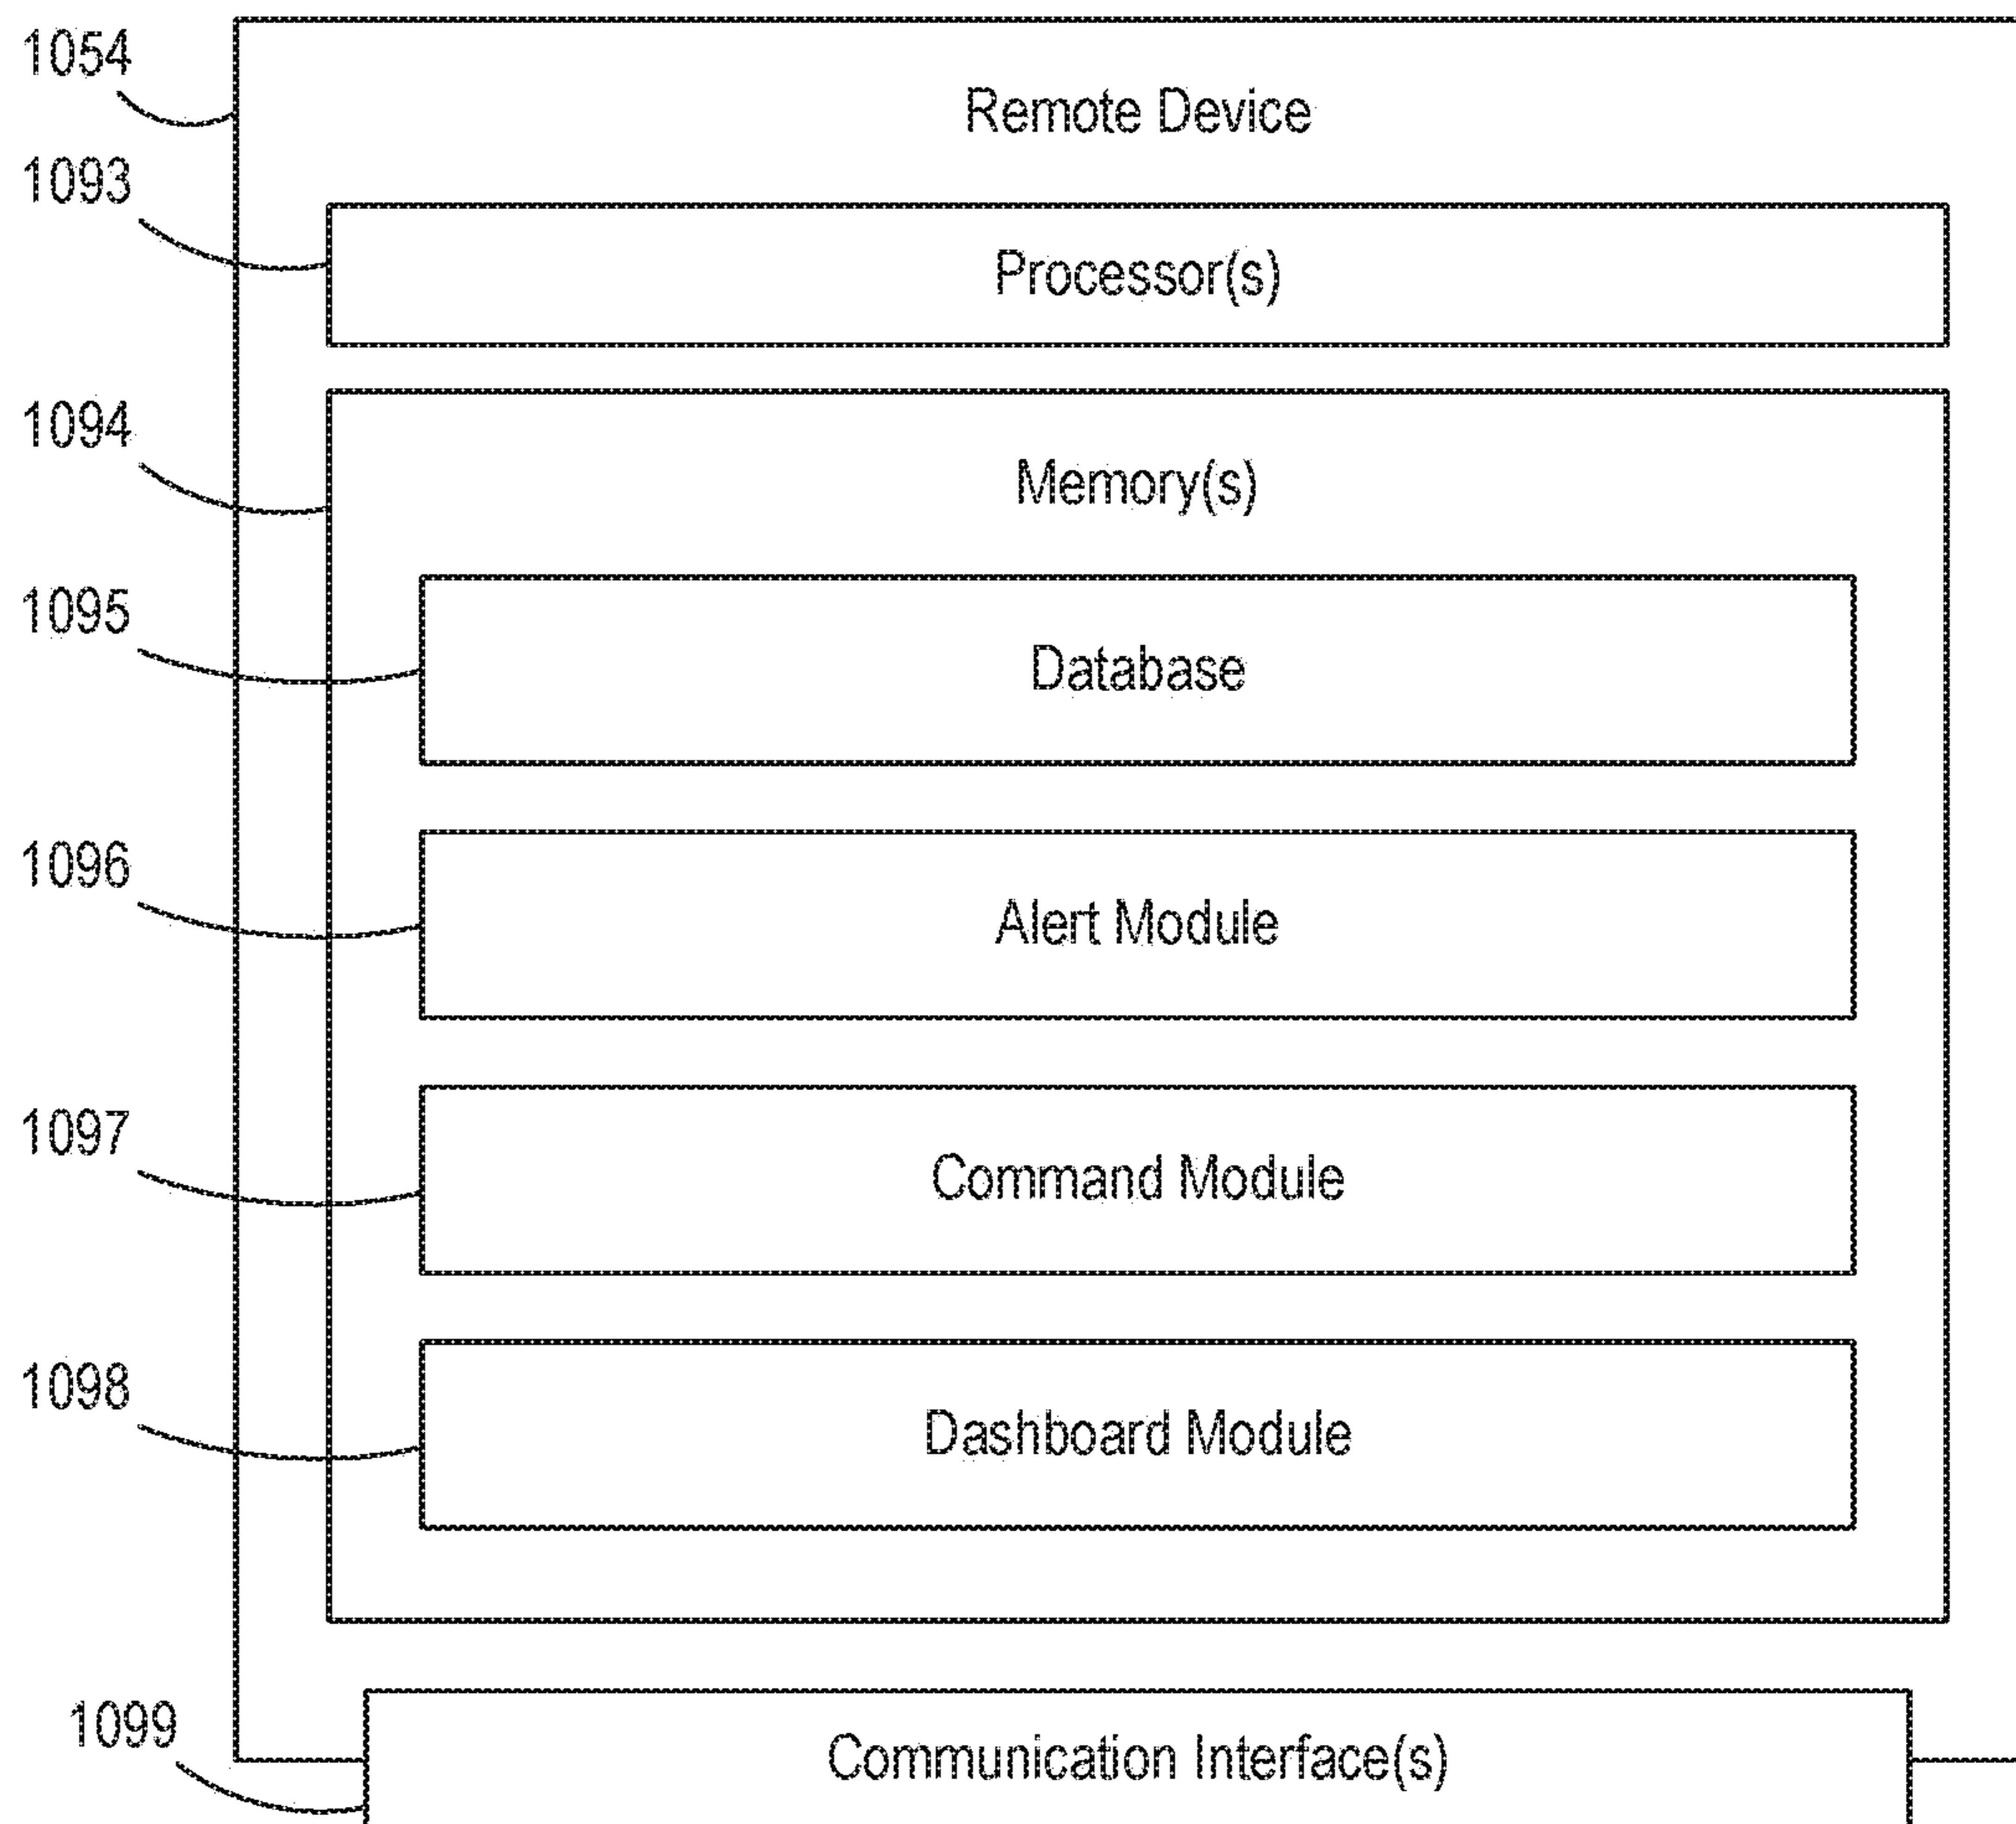 1054
Remote Device
1093
Processor(s)
1094
Memory(s)
1095
Database
1096
Alert Module
1097
Command Module
1098
Dashboard Module
1099
Communication Interface(s)